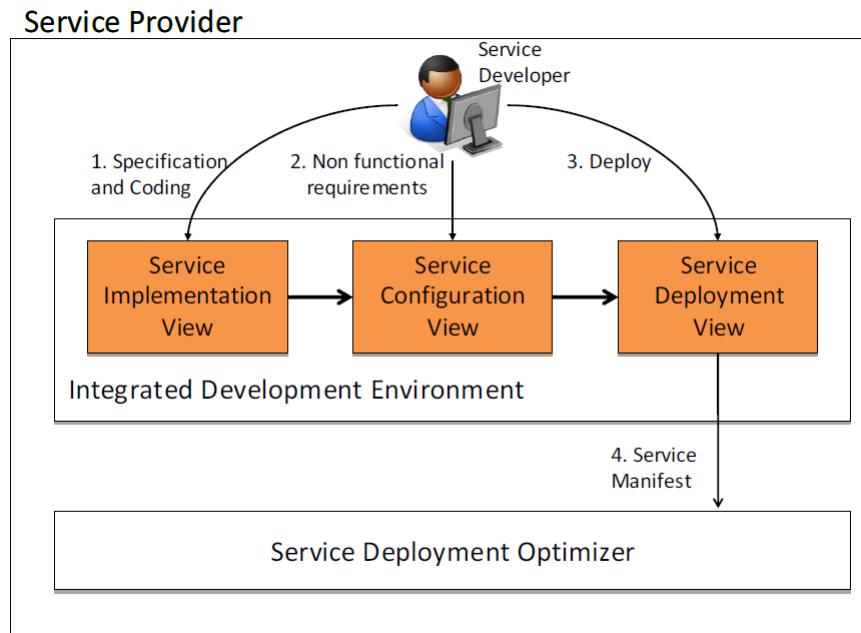 Service Provider
Service
Developer
1. Specification
and Coding
2. Non functional
requirements
3. Deploy
Service
Implementation
View
Service
Configuration
View
Service
Deployment
View
Integrated Development Environment
4. Service
Manifest
Service Deployment Optimizer